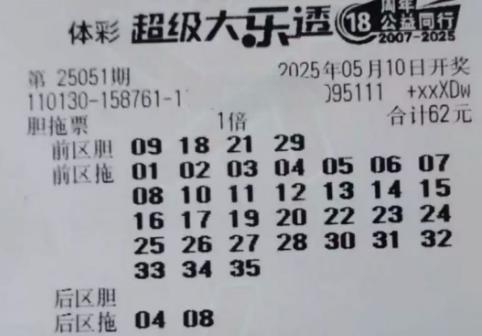 体彩 超级大乐透 18 周年 公益同行 2007-2025
第 25051期 2025年05月10日开奖
110130-158761-1 095111 +xxXDw
胆拖票 1倍 合计62元
前区胆 09 18 21 29
前区拖 01 02 03 04 05 06 07
08 10 11 12 13 14 15
16 17 19 20 22 23 24
25 26 27 28 30 31 32
33 34 35
后区胆
后区拖 04 08